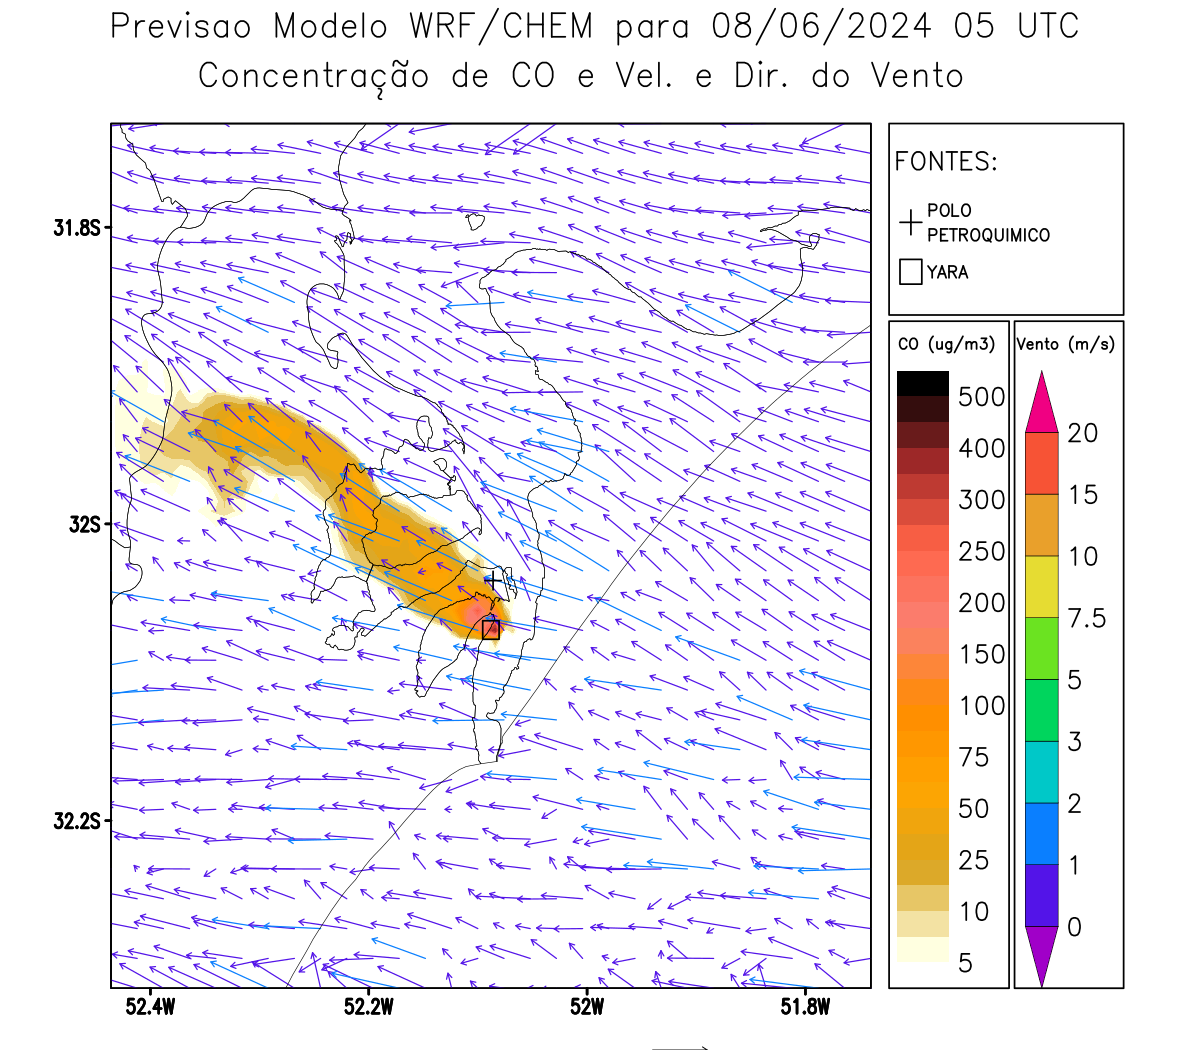 Previsao Modelo WRF/CHEM para 08/06/2024 05 UTC
Concentração de CO e Vel. e Dir. do Vento
FONTES:
POLO
PETROQUIMICO
YARA
CO (ug/m3)
500
400
300
250
200
150
100
75
50
25
10
5
Vento (m/s)
20
15
10
7.5
5
3
2
1
0
31.8S
32S
32.2S
52.4W
52.2W
52W
51.8W